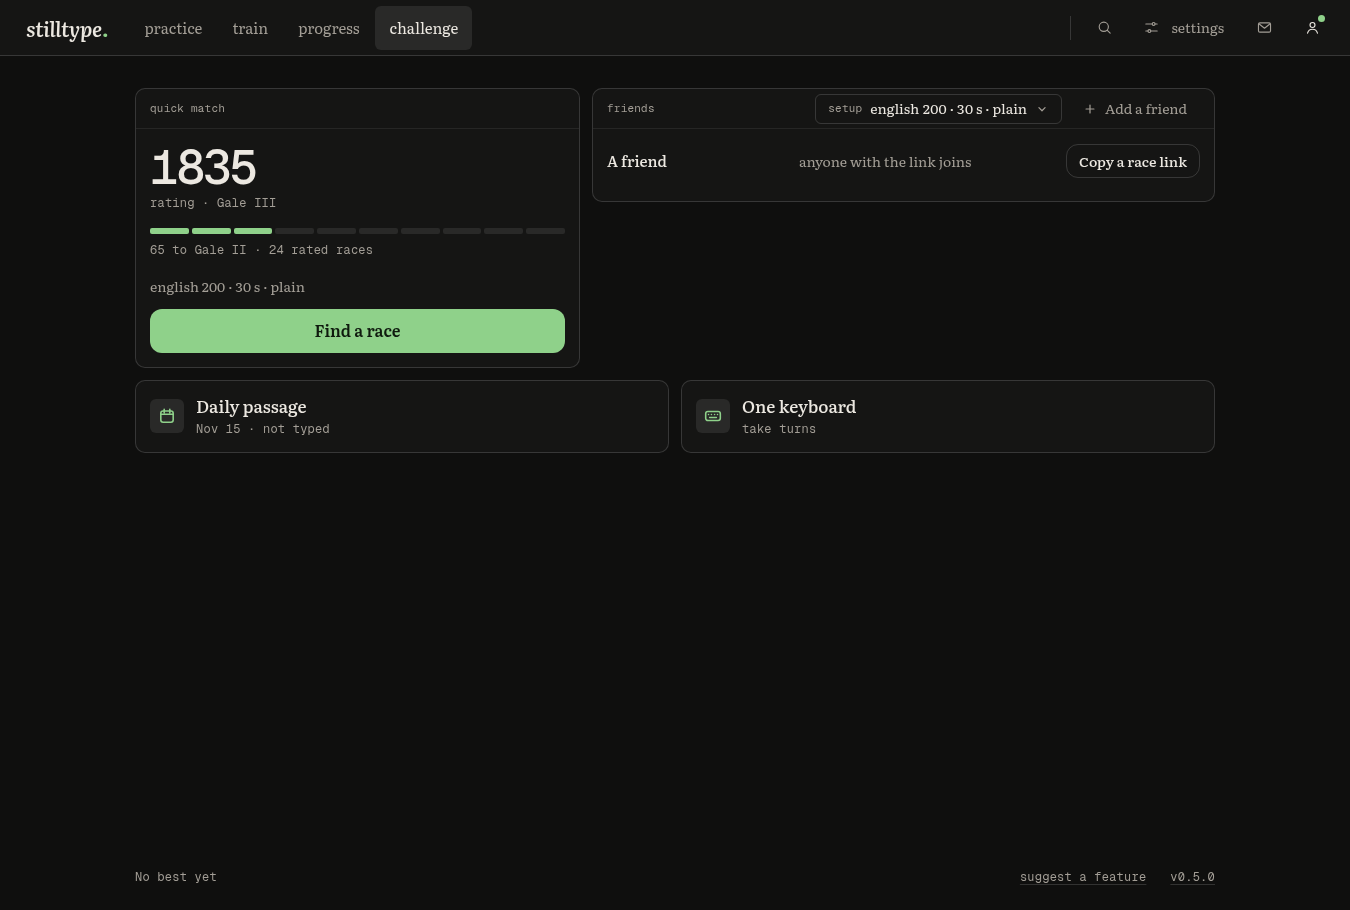 stilltype. practice train progress challenge settings
quick match
1835
rating · Gale III
65 to Gale II · 24 rated races
english 200 · 30 s · plain
Find a race
friends setup english 200 · 30 s · plain Add a friend
A friend anyone with the link joins Copy a race link
Daily passage
Nov 15 · not typed
One keyboard
take turns
No best yet suggest a feature v0.5.0